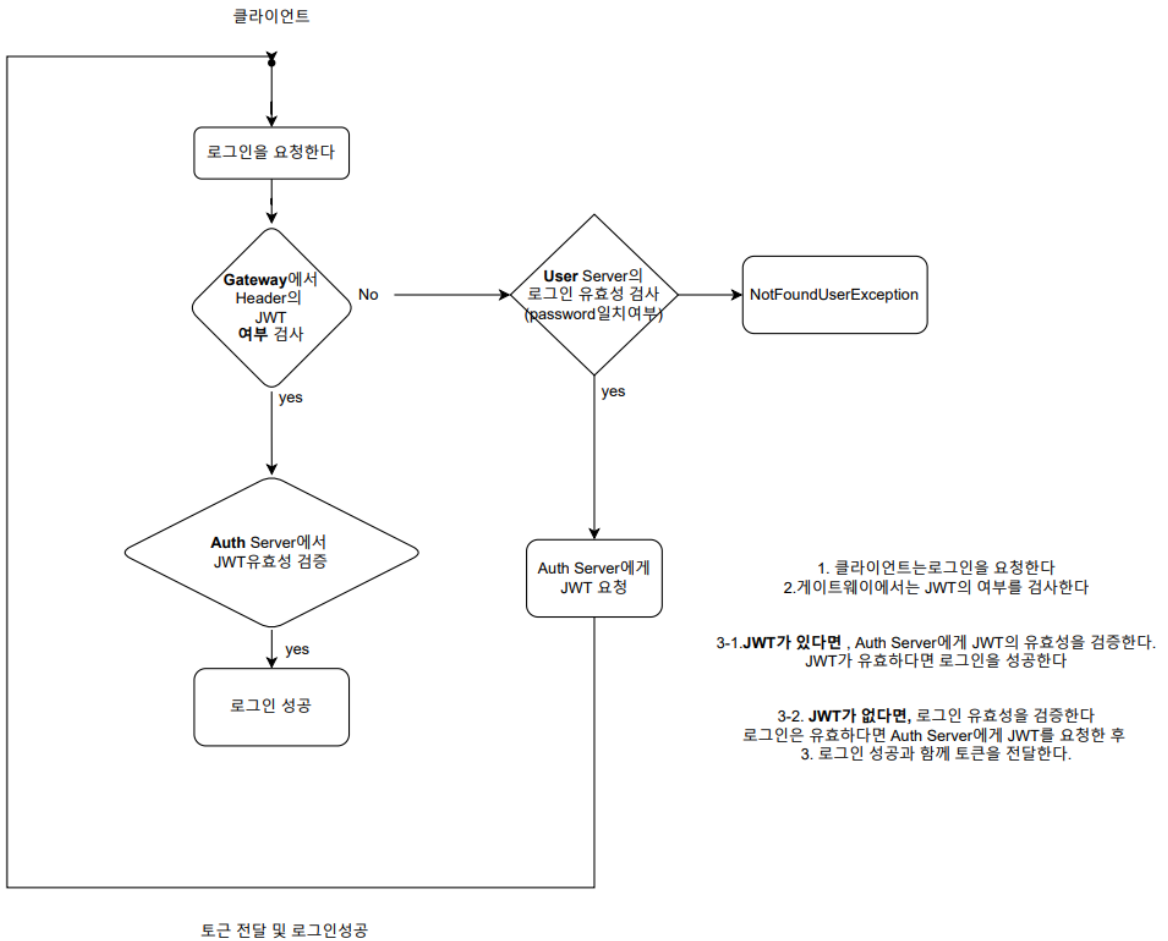 클라이언트
로그인을 요청한다
Gateway에서
Header의
JWT
여부 검사
No
User Server의
로그인 유효성 검사
(password일치여부)
NotFoundUserException
yes
yes
Auth Server에서
JWT유효성 검증
Auth Server에게
JWT 요청
yes
로그인 성공
1. 클라이언트는로그인을 요청한다
2.게이트웨이에서는 JWT의 여부를 검사한다
3-1.JWT가 있다면 , Auth Server에게 JWT의 유효성을 검증한다.
JWT가 유효하다면 로그인을 성공한다
3-2. JWT가 없다면, 로그인 유효성을 검증한다
로그인은 유효하다면 Auth Server에게 JWT를 요청한 후
3. 로그인 성공과 함께 토큰을 전달한다.
토근 전달 및 로그인성공